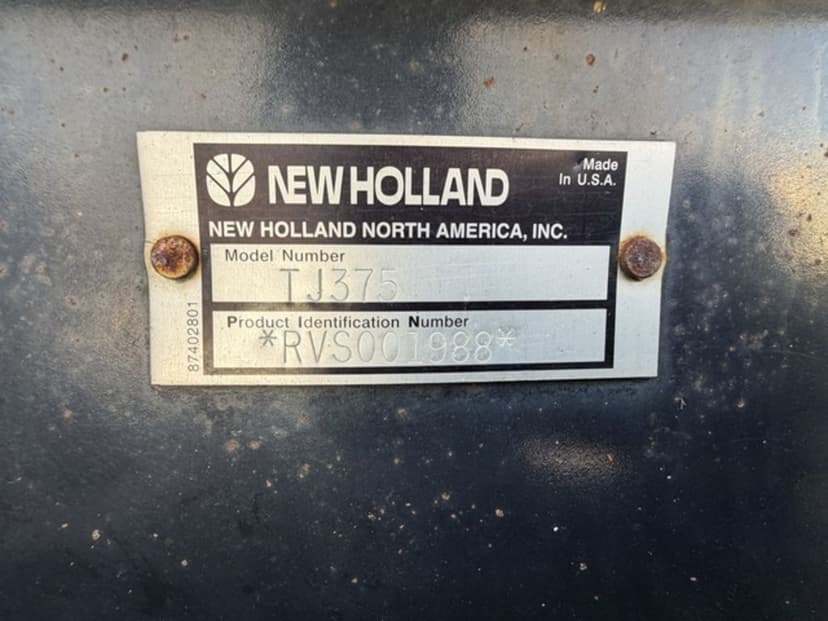 NEW HOLLAND
Made
In U.S.A.
NEW HOLLAND NORTH AMERICA, INC.
Model Number
TJ375
Product Identification Number
*RVS001988*
87402801